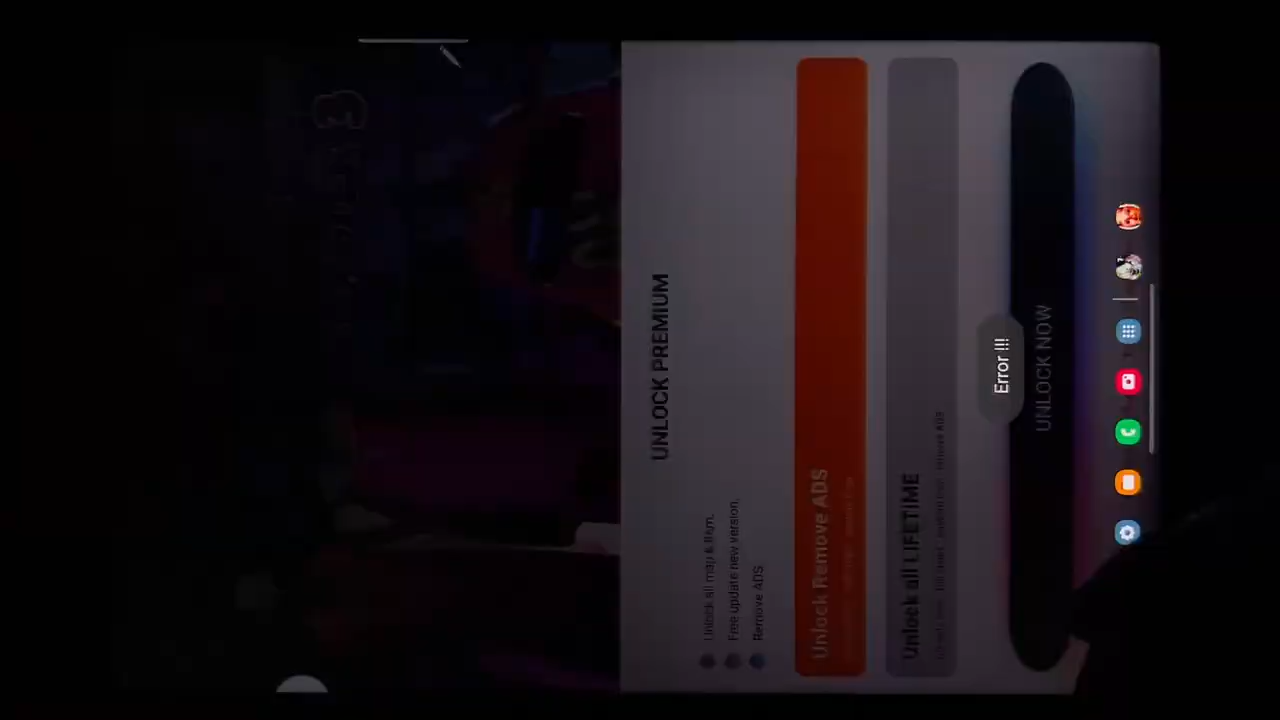 UNLOCK PREMIUM
Unlock all map & item.
Free update new version.
Remove ADS
Unlock Remove ADS
Unlock all LIFETIME
Error !!!
UNLOCK NOW